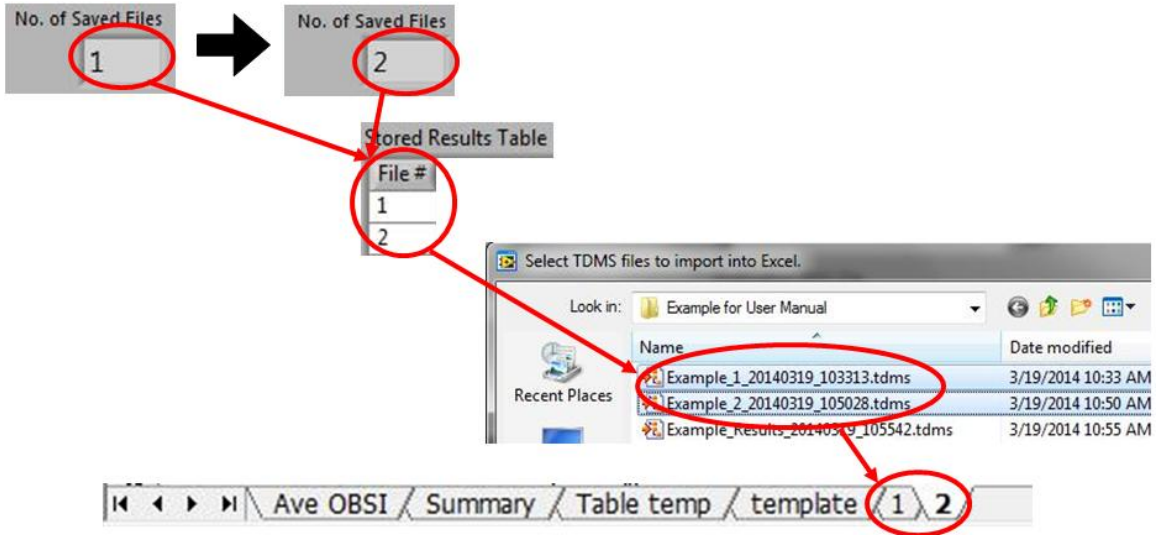 No. of Saved Files
1
No. of Saved Files
2
Stored Results Table
File #
1
2
Select TDMS files to import into Excel.
Look in: Example for User Manual
Name Date modified
Recent Places
Example_1_20140319_103313.tdms 3/19/2014 10:33 AM
Example_2_20140319_105028.tdms 3/19/2014 10:50 AM
Example_Results_20140319_105542.tdms 3/19/2014 10:55 AM
Ave OBSI / Summary / Table temp / template / 1 \ 2 /